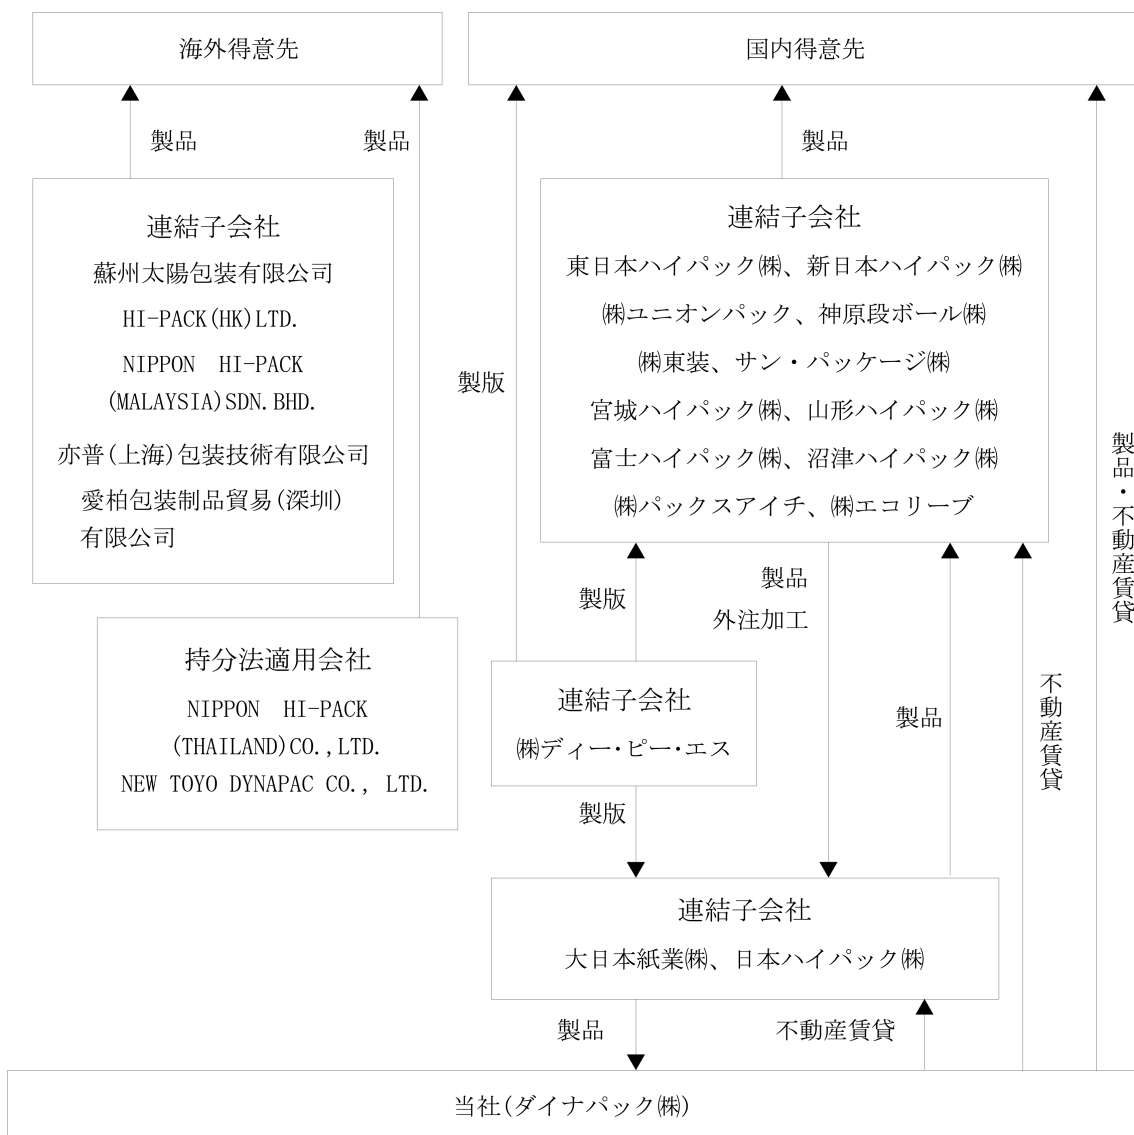 海外得意先
国内得意先
製品
製品
製品
連結子会社
蘇州太陽包装有限公司
HI-PACK(HK)LTD.
NIPPON HI-PACK
(MALAYSIA)SDN.BHD.
亦普(上海)包装技術有限公司
愛柏包装制品貿易(深圳)
有限公司
連結子会社
東日本ハイパック㈱、新日本ハイパック㈱
㈱ユニオンパック、神原段ボール㈱
㈱東装、サン・パッケージ㈱
宮城ハイパック㈱、山形ハイパック㈱
富士ハイパック㈱、沼津ハイパック㈱
㈱パックスアイチ、㈱エコリーブ
製版
製品・不動産賃貸
製版
製品
外注加工
持分法適用会社
NIPPON HI-PACK
(THAILAND)CO.,LTD.
NEW TOYO DYNAPAC CO., LTD.
連結子会社
㈱ディー・ピー・エス
製品
不動産賃貸
製版
連結子会社
大日本紙業㈱、日本ハイパック㈱
製品
不動産賃貸
当社(ダイナパック㈱)